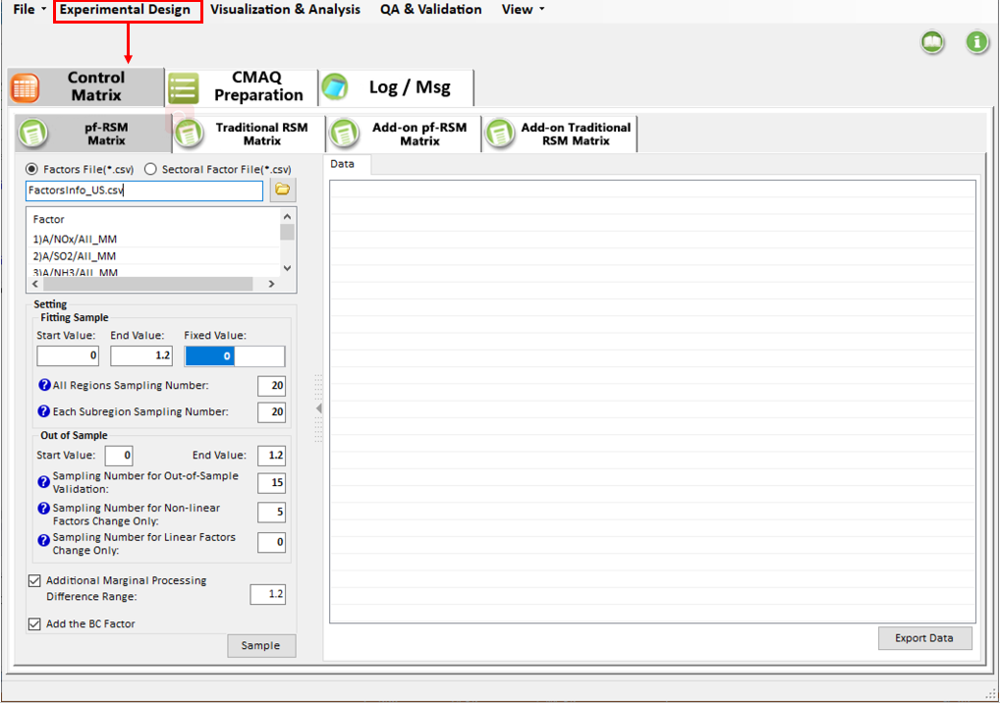 File Experimental Design Visualization & Analysis QA & Validation View
Control Matrix
CMAQ Preparation
Log / Msg
pf-RSM Matrix
Traditional RSM Matrix
Add-on pf-RSM Matrix
Add-on Traditional RSM Matrix
Factors File(*.csv) Sectoral Factor File(*.csv)
FactorsInfo_US.csv
Factor
1)A/NOx/All_MM
2)A/SO2/All_MM
3)A/NH3/All_MM
Setting
Fitting Sample
Start Value: End Value: Fixed Value:
0 1.2 0
? All Regions Sampling Number: 20
? Each Subregion Sampling Number: 20
Out of Sample
Start Value: 0 End Value: 1.2
? Sampling Number for Out-of-Sample
Validation: 15
? Sampling Number for Non-linear
Factors Change Only: 5
? Sampling Number for Linear Factors
Change Only: 0
Additional Marginal Processing
Difference Range: 1.2
Add the BC Factor
Sample
Data
Export Data